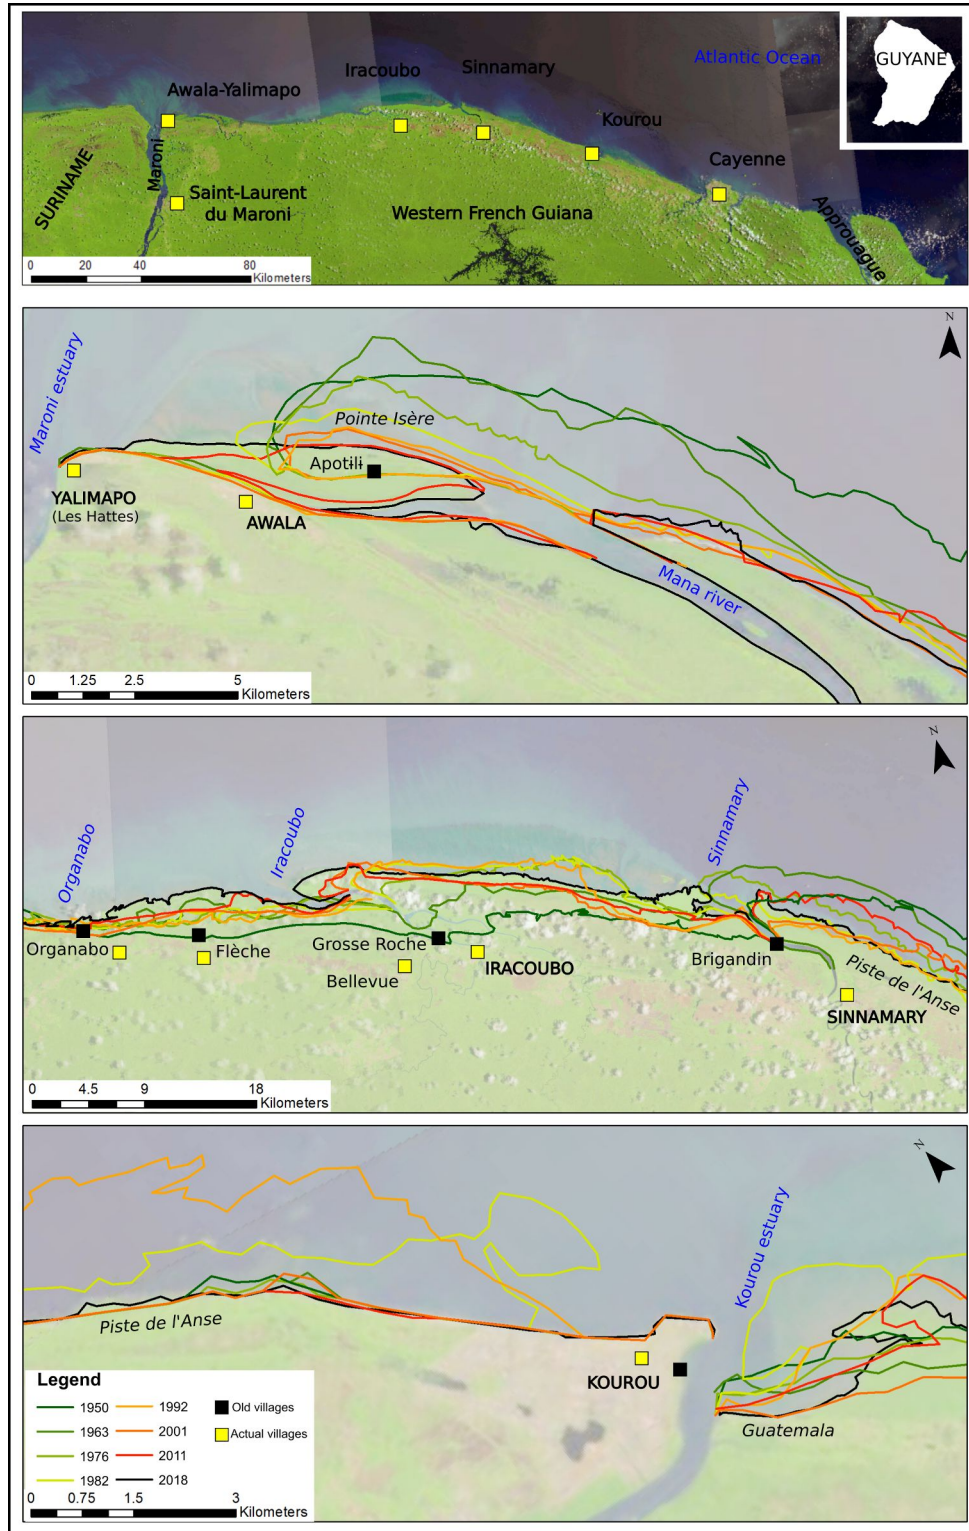 Atlantic Ocean
GUYANE
Iracoubo
Sinnamary
Awala-Yalimapo
Kourou
Cayenne
SURINAME
Maroni
Saint-Laurent
du Maroni
Western French Guiana
Approuague
0 20 40 80
Kilometers
N
Maroni estuary
Pointe Isère
Apotɨlɨ
YALIMAPO
(Les Hattes)
AWALA
Mana river
0 1.25 2.5 5
Kilometers
N
Organabo
Iracoubo
Sinnamary
Organabo
Flèche
Grosse Roche
Bellevue
IRACOUBO
Brigandin
Piste de l'Anse
SINNAMARY
0 4.5 9 18
Kilometers
N
Kourou estuary
Piste de l'Anse
KOUROU
Guatemala
Legend
1950 1992 Old villages
1963 2001 Actual villages
1976 2011
1982 2018
0 0.75 1.5 3
Kilometers